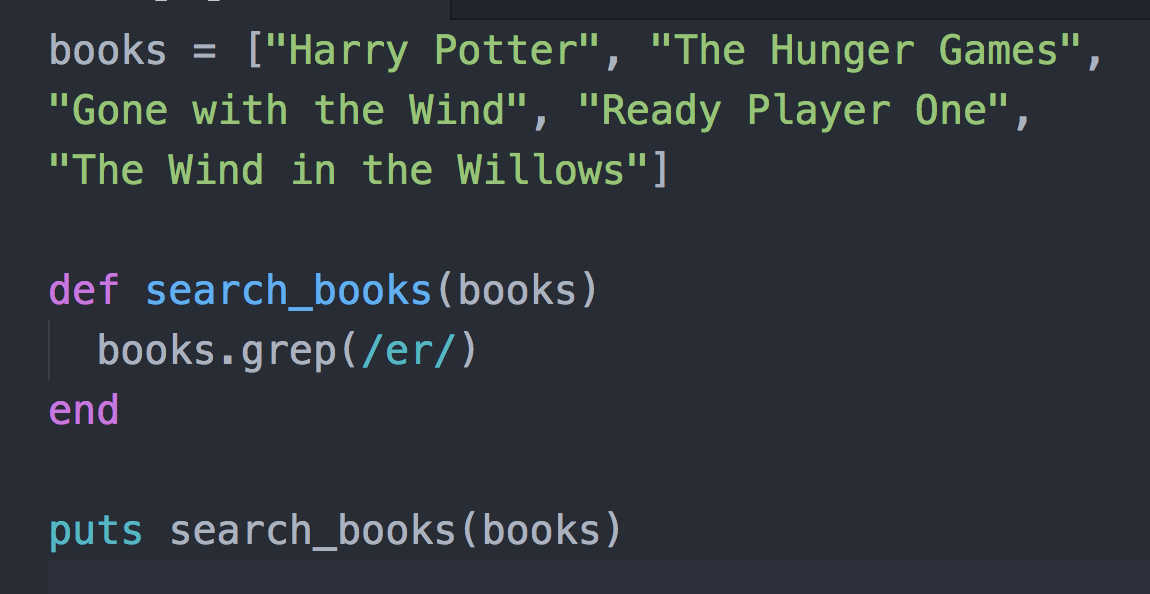 books = ["Harry Potter", "The Hunger Games",
"Gone with the Wind", "Ready Player One",
"The Wind in the Willows"]
def search_books(books)
  books.grep(/er/)
end
puts search_books(books)